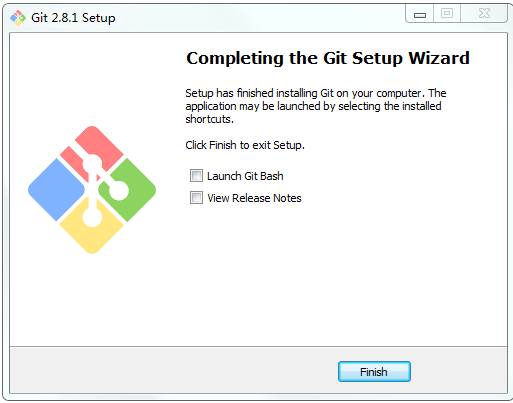 Git 2.8.1 Setup
Completing the Git Setup Wizard
Setup has finished installing Git on your computer. The
application may be launched by selecting the installed
shortcuts.
Click Finish to exit Setup.
Launch Git Bash
View Release Notes
Finish